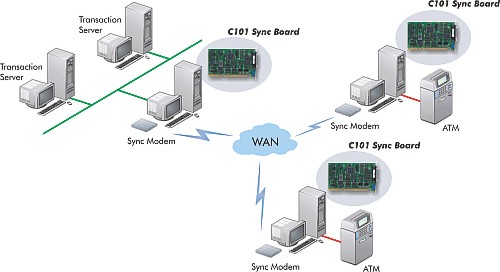 Transaction
Server
C101 Sync Board
C101 Sync Board
Transaction
Server
Sync Modem
WAN
Sync Modem
ATM
C101 Sync Board
Sync Modem
ATM